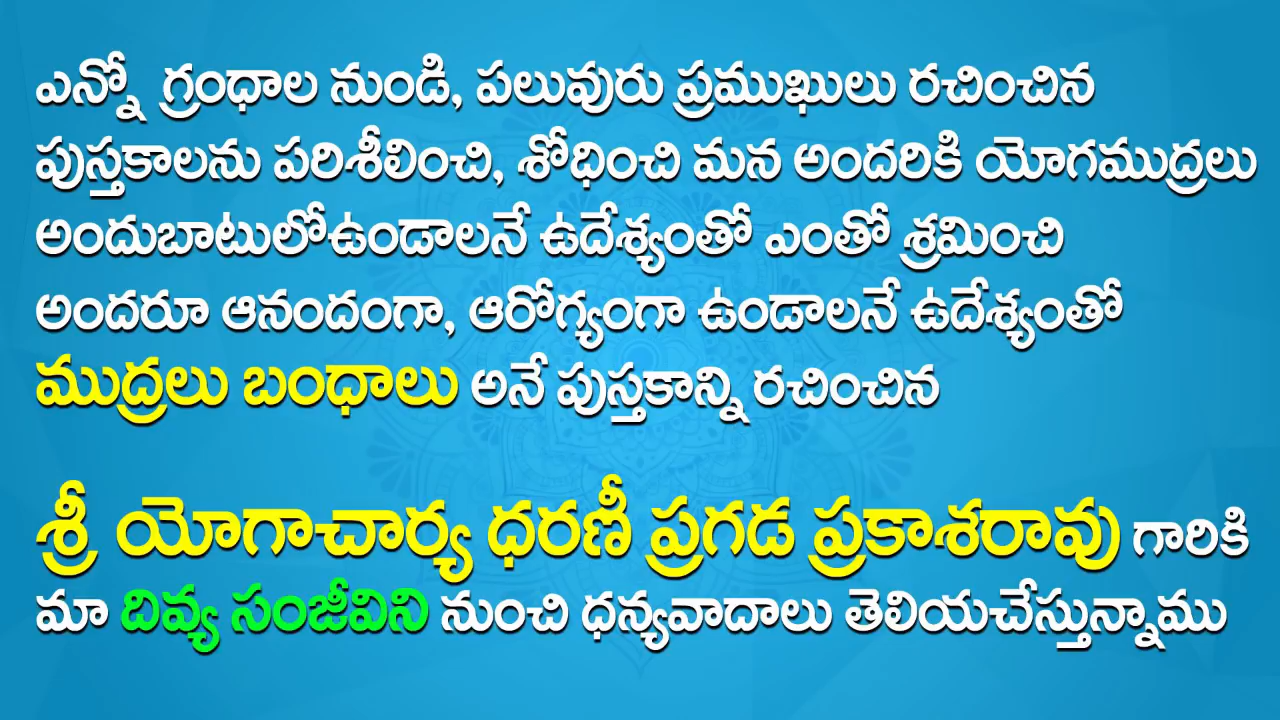 ఎన్నో గ్రంధాల నుండి, పలువురు ప్రముఖులు రచించిన
పుస్తకాలను పరిశీలించి, శోధించి మన అందరికి యోగముద్రలు
అందుబాటులోఉండాలనే ఉదేశ్యంతో ఎంతో శ్రమించి
అందరూ ఆనందంగా, ఆరోగ్యంగా ఉండాలనే ఉదేశ్యంతో
ముద్రలు బంధాలు అనే పుస్తకాన్ని రచించిన
శ్రీ యోగాచార్య ధరణీ ప్రగడ ప్రకాశరావు గారికి
మా దివ్య సంజీవిని నుంచి ధన్యవాదాలు తెలియచేస్తున్నాము